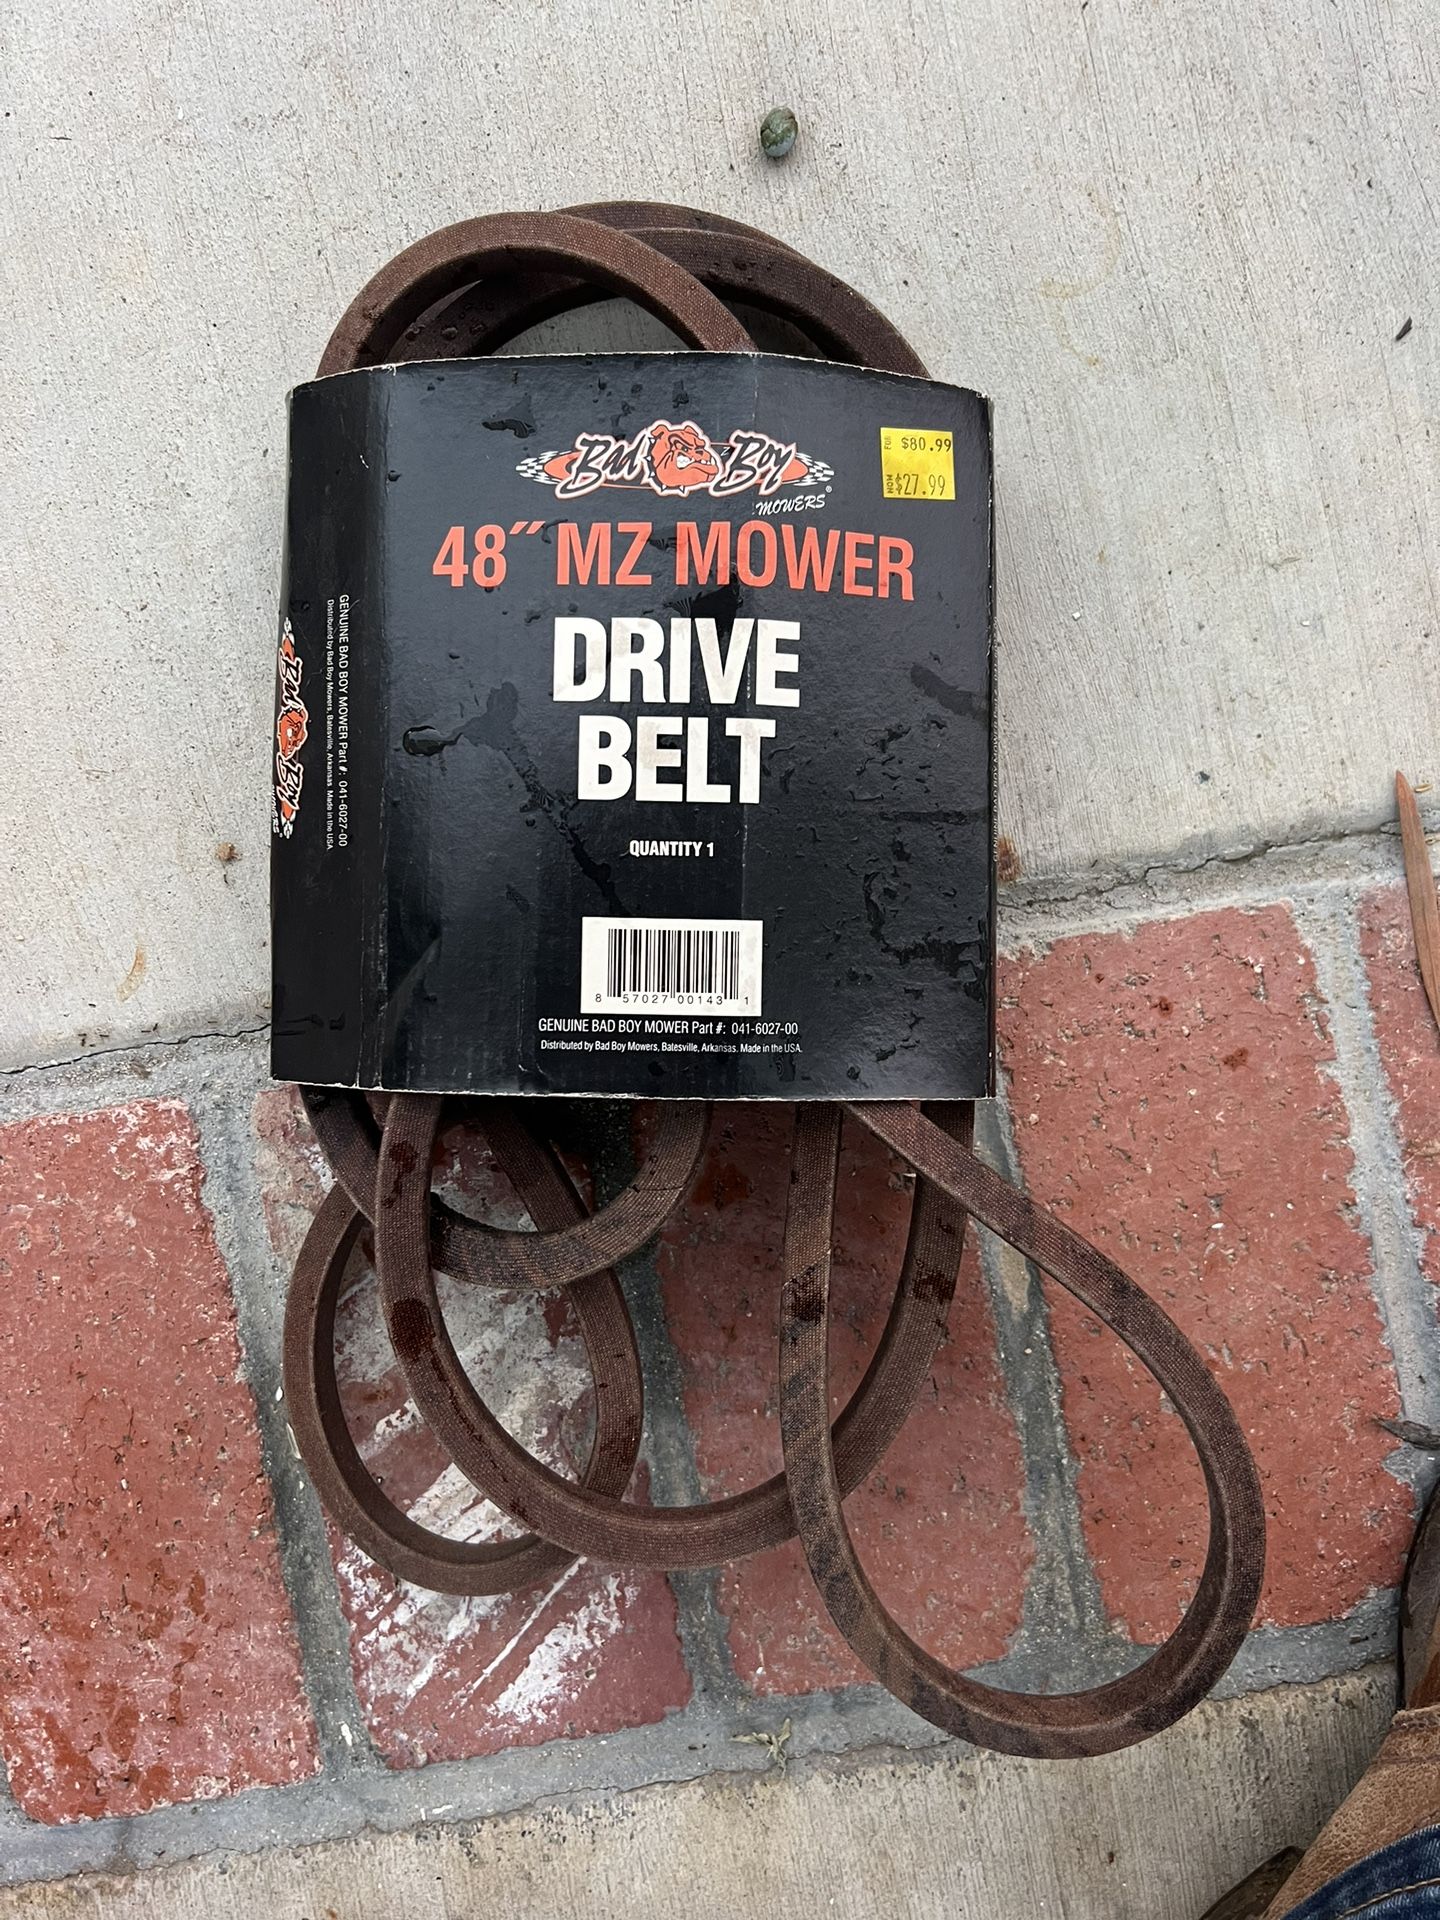 Bad Boy
MOWERS®
48" MZ MOWER
DRIVE
BELT
QUANTITY 1
8 57027 00143 1
GENUINE BAD BOY MOWER Part #: 041-6027-00
Distributed by Bad Boy Mowers, Batesville, Arkansas. Made in the USA.
$80.99
NOW $27.99
GENUINE BAD BOY MOWER Part #: 041-6027-00
Distributed by Bad Boy Mowers, Batesville, Arkansas. Made in the USA.
Bad Boy
MOWERS®